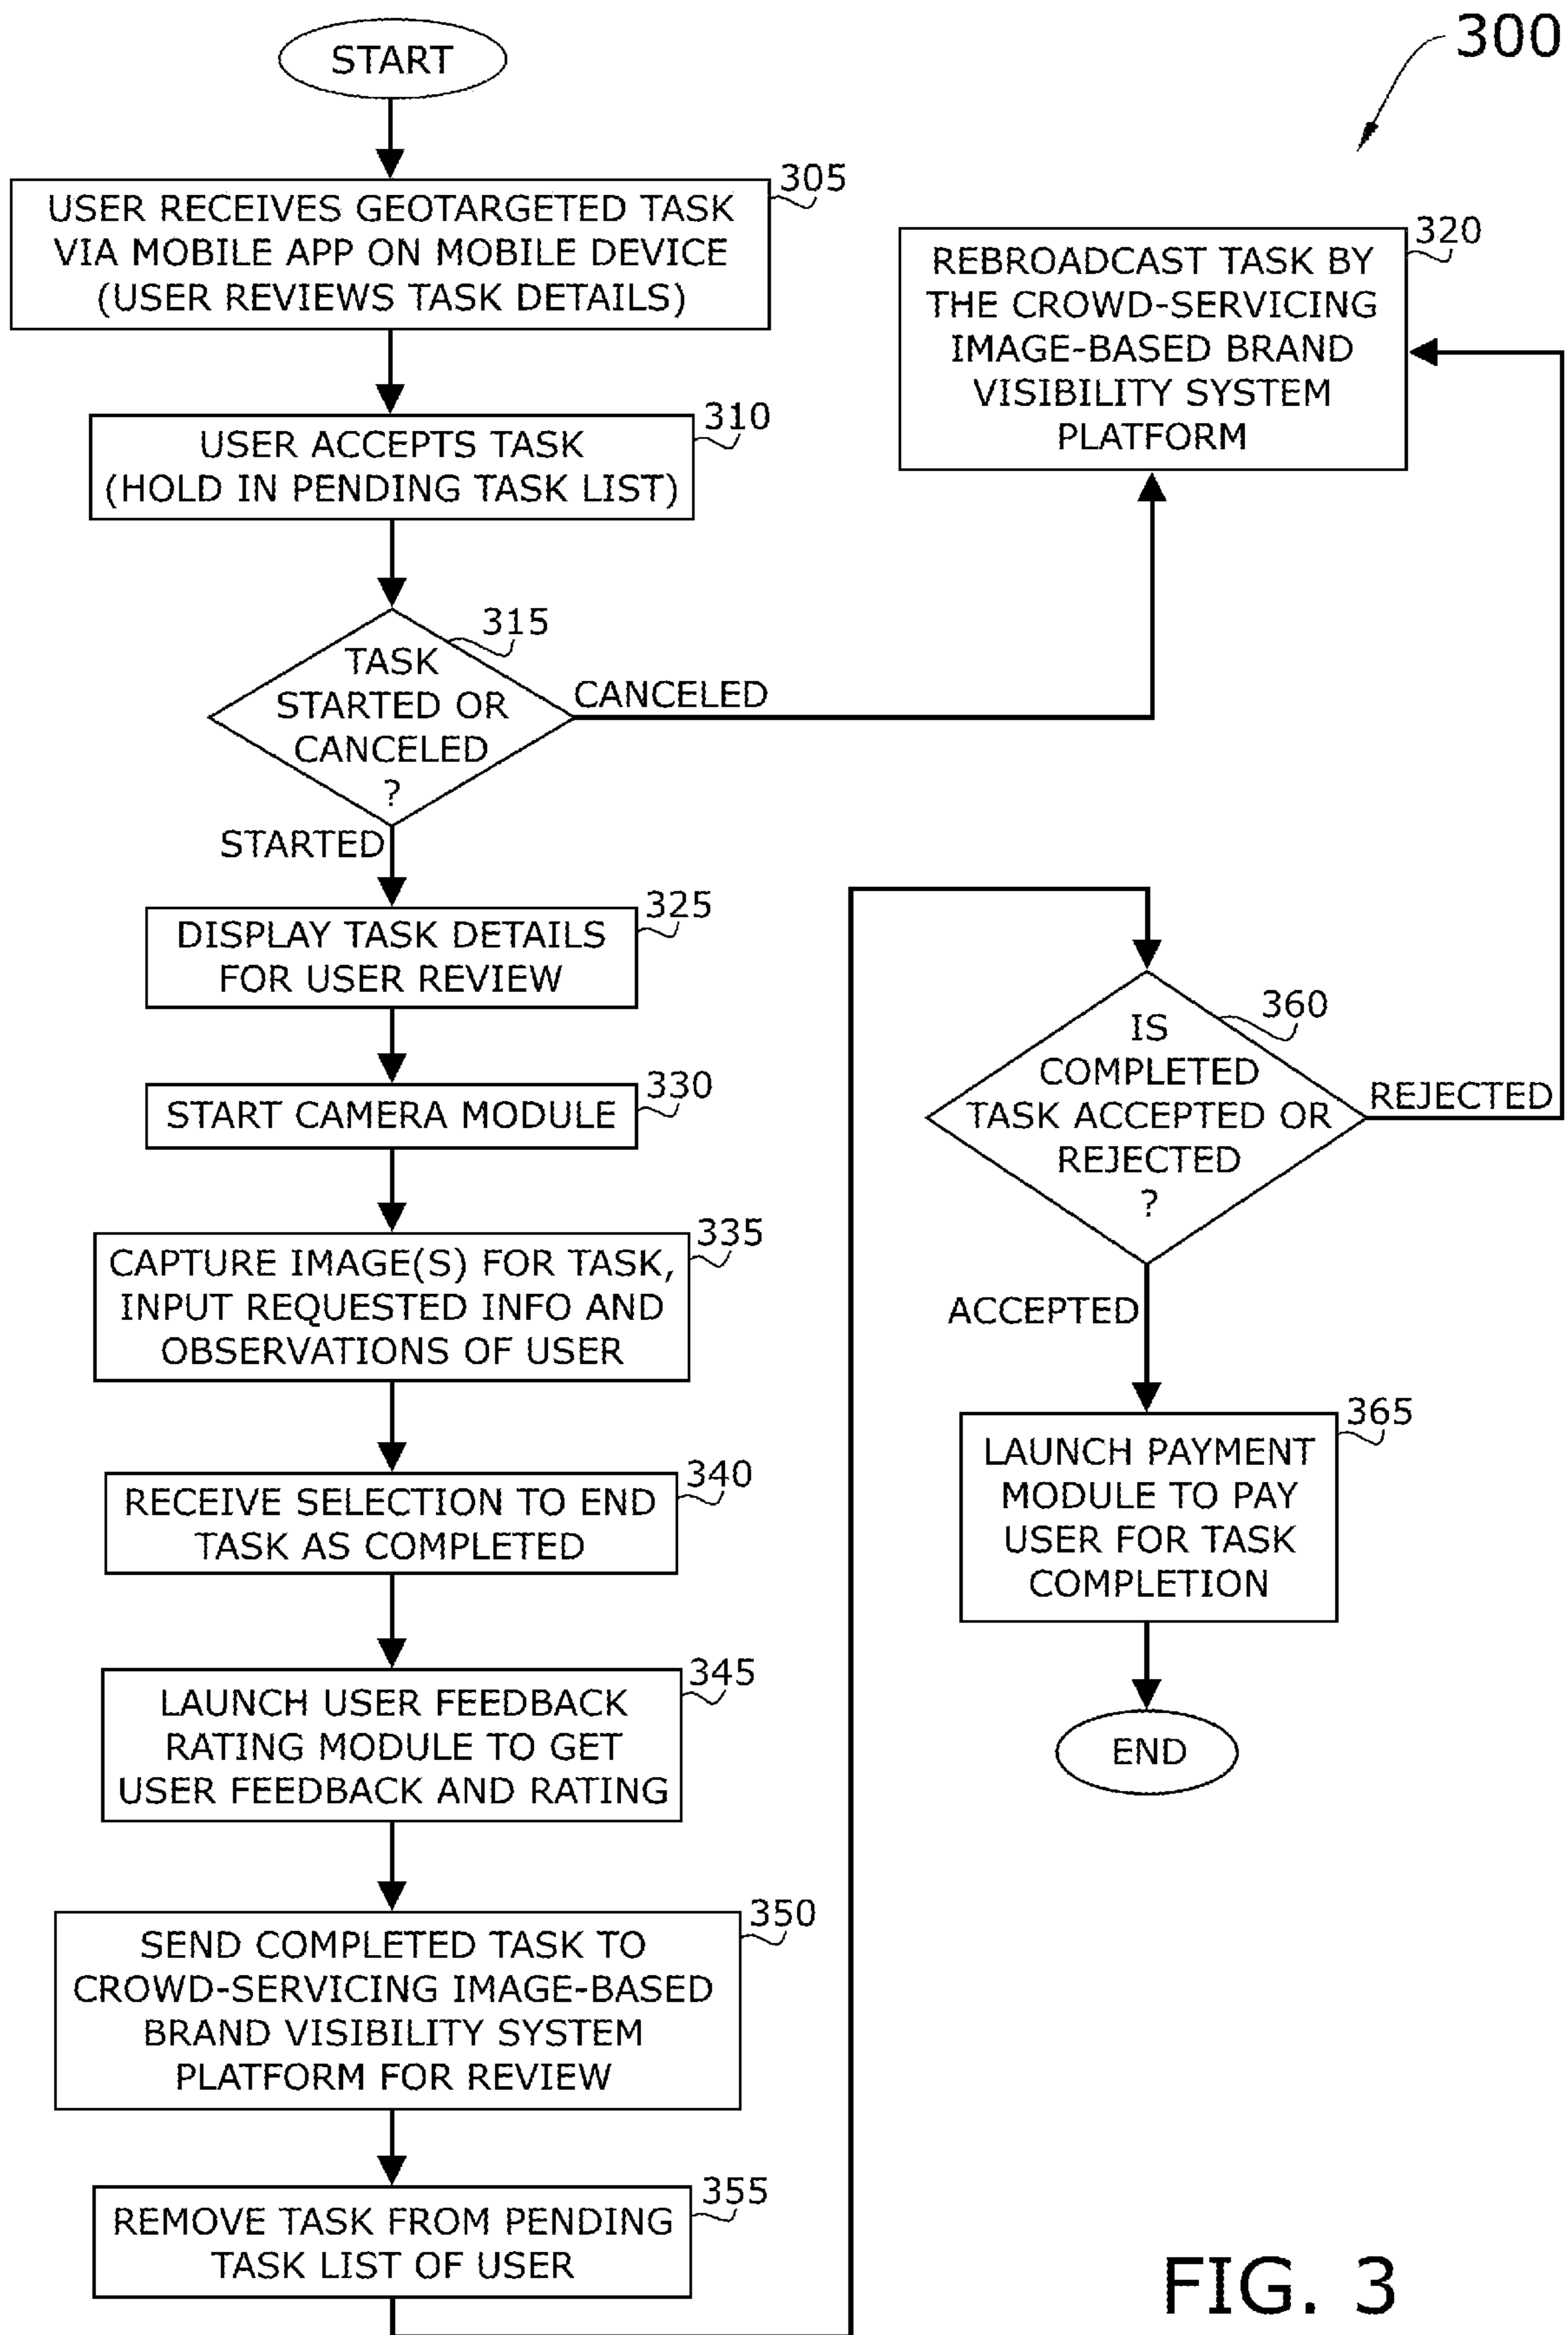 300
START
305
USER RECEIVES GEOTARGETED TASK
VIA MOBILE APP ON MOBILE DEVICE
(USER REVIEWS TASK DETAILS)
310
USER ACCEPTS TASK
(HOLD IN PENDING TASK LIST)
315
TASK
STARTED OR
CANCELED
?
CANCELED
STARTED
320
REBROADCAST TASK BY
THE CROWD-SERVICING
IMAGE-BASED BRAND
VISIBILITY SYSTEM
PLATFORM
325
DISPLAY TASK DETAILS
FOR USER REVIEW
330
START CAMERA MODULE
335
CAPTURE IMAGE(S) FOR TASK,
INPUT REQUESTED INFO AND
OBSERVATIONS OF USER
340
RECEIVE SELECTION TO END
TASK AS COMPLETED
345
LAUNCH USER FEEDBACK
RATING MODULE TO GET
USER FEEDBACK AND RATING
350
SEND COMPLETED TASK TO
CROWD-SERVICING IMAGE-BASED
BRAND VISIBILITY SYSTEM
PLATFORM FOR REVIEW
355
REMOVE TASK FROM PENDING
TASK LIST OF USER
360
IS
COMPLETED
TASK ACCEPTED OR
REJECTED
?
REJECTED
ACCEPTED
365
LAUNCH PAYMENT
MODULE TO PAY
USER FOR TASK
COMPLETION
END
FIG. 3